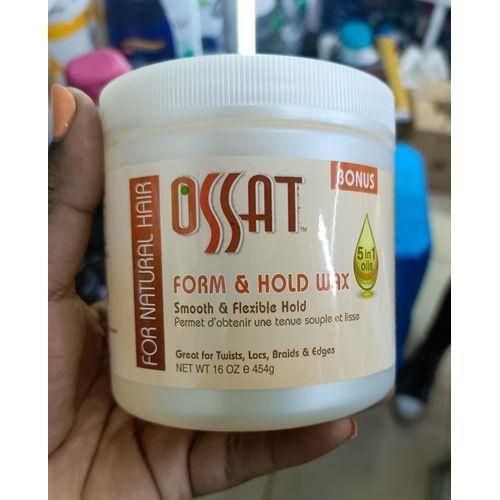 BONUS
OSSAT™
FOR NATURAL HAIR
5 in 1
oils
FORM & HOLD WAX
Smooth & Flexible Hold
Permet d'obtenir une tenue souple et lisse
Great for Twists, Locs, Braids & Edges
NET WT 16 OZ e 454g